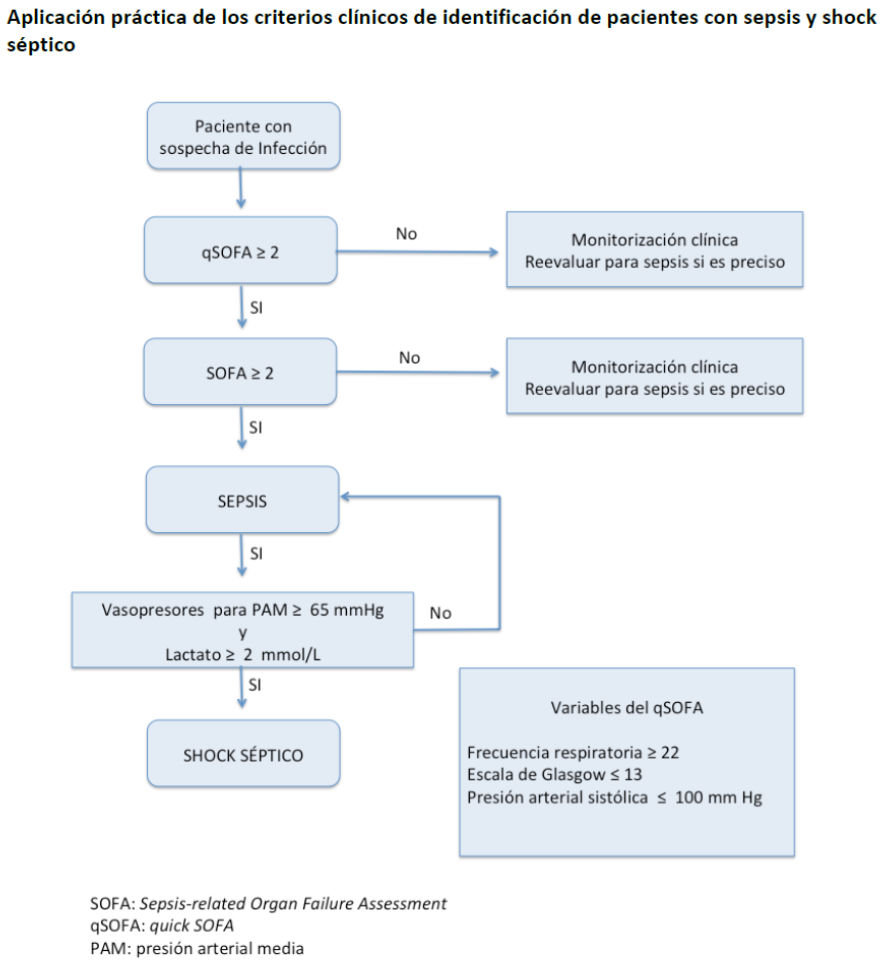 Aplicación práctica de los criterios clínicos de identificación de pacientes con sepsis y shock
séptico
Paciente con
sospecha de Infección
qSOFA ≥ 2
No
Monitorización clínica
Reevaluar para sepsis si es preciso
SI
SOFA ≥ 2
No
Monitorización clínica
Reevaluar para sepsis si es preciso
SI
SEPSIS
SI
Vasopresores para PAM ≥ 65 mmHg
y
Lactato ≥ 2 mmol/L
No
SI
SHOCK SÉPTICO
Variables del qSOFA
Frecuencia respiratoria ≥ 22
Escala de Glasgow ≤ 13
Presión arterial sistólica ≤ 100 mm Hg
SOFA: Sepsis-related Organ Failure Assessment
qSOFA: quick SOFA
PAM: presión arterial media